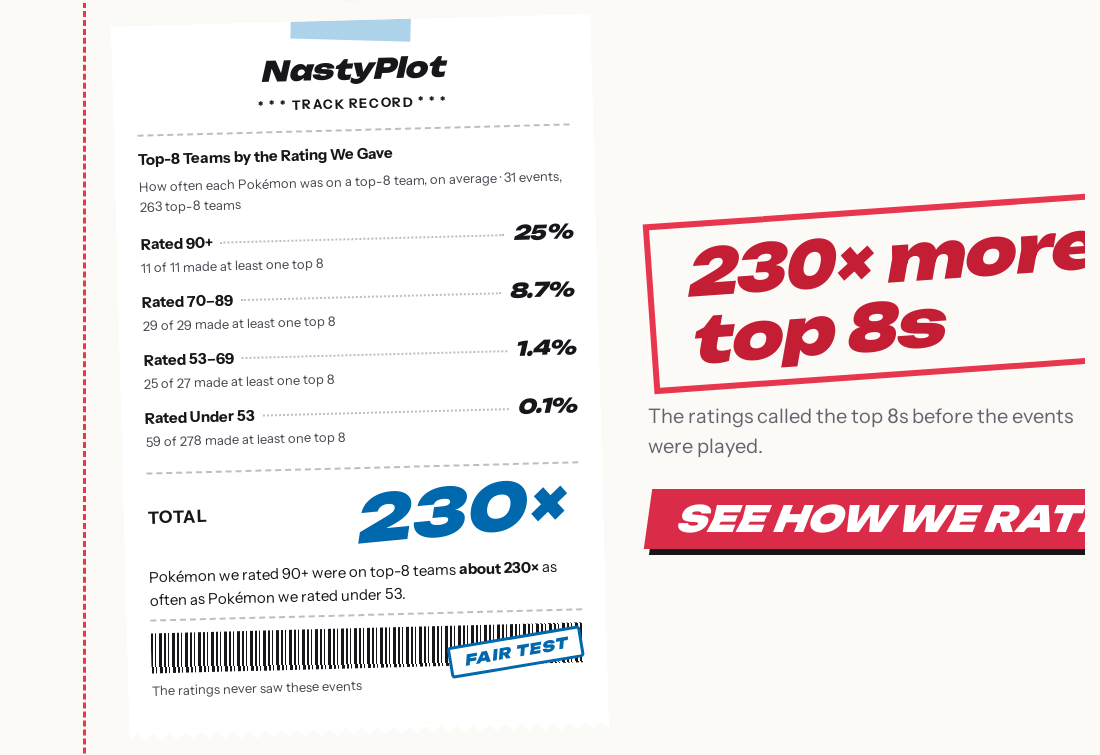 NastyPlot
* * * TRACK RECORD * * *
Top-8 Teams by the Rating We Gave
How often each Pokémon was on a top-8 team, on average · 31 events,
263 top-8 teams
Rated 90+ 25%
11 of 11 made at least one top 8
Rated 70–89 8.7%
29 of 29 made at least one top 8
Rated 53–69 1.4%
25 of 27 made at least one top 8
Rated Under 53 0.1%
59 of 278 made at least one top 8
TOTAL 230×
Pokémon we rated 90+ were on top-8 teams about 230× as
often as Pokémon we rated under 53.
FAIR TEST
The ratings never saw these events
230× more
top 8s
The ratings called the top 8s before the events
were played.
SEE HOW WE